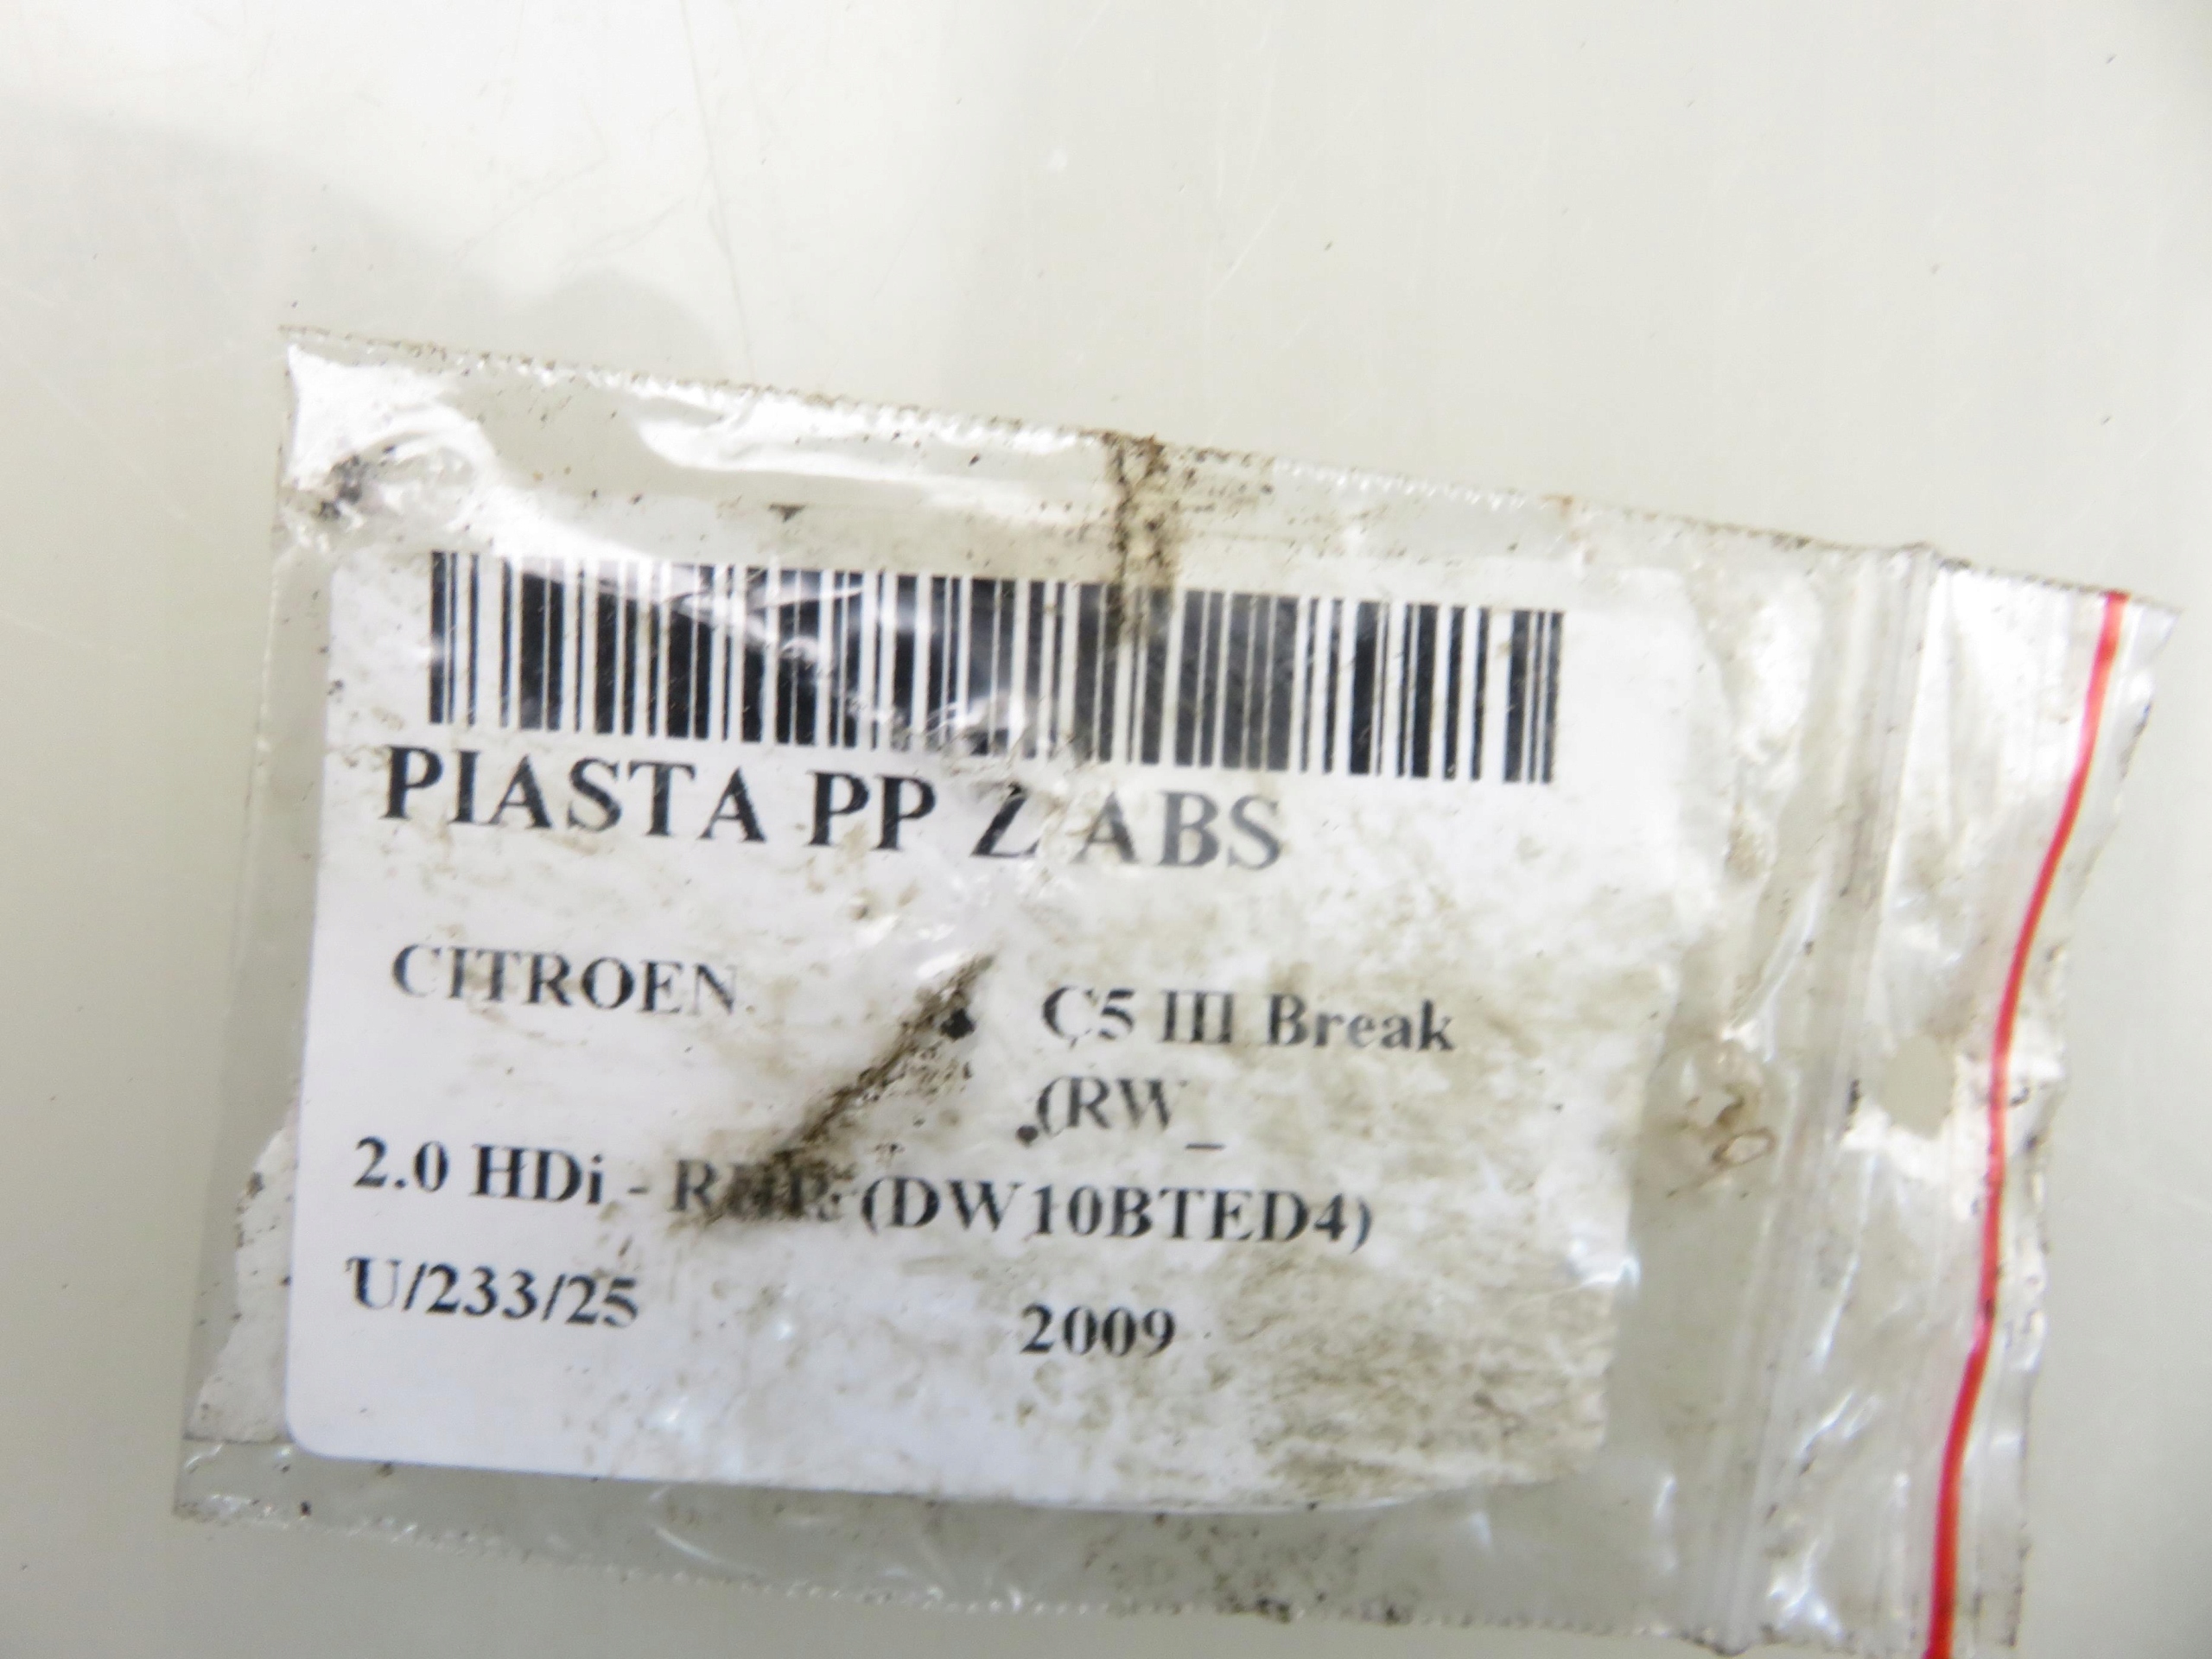 PIASTA PP Z ABS
CITROEN
C5 III Break
(RW_
2.0 HDi - (DW10BTED4)
U/233/25
2009